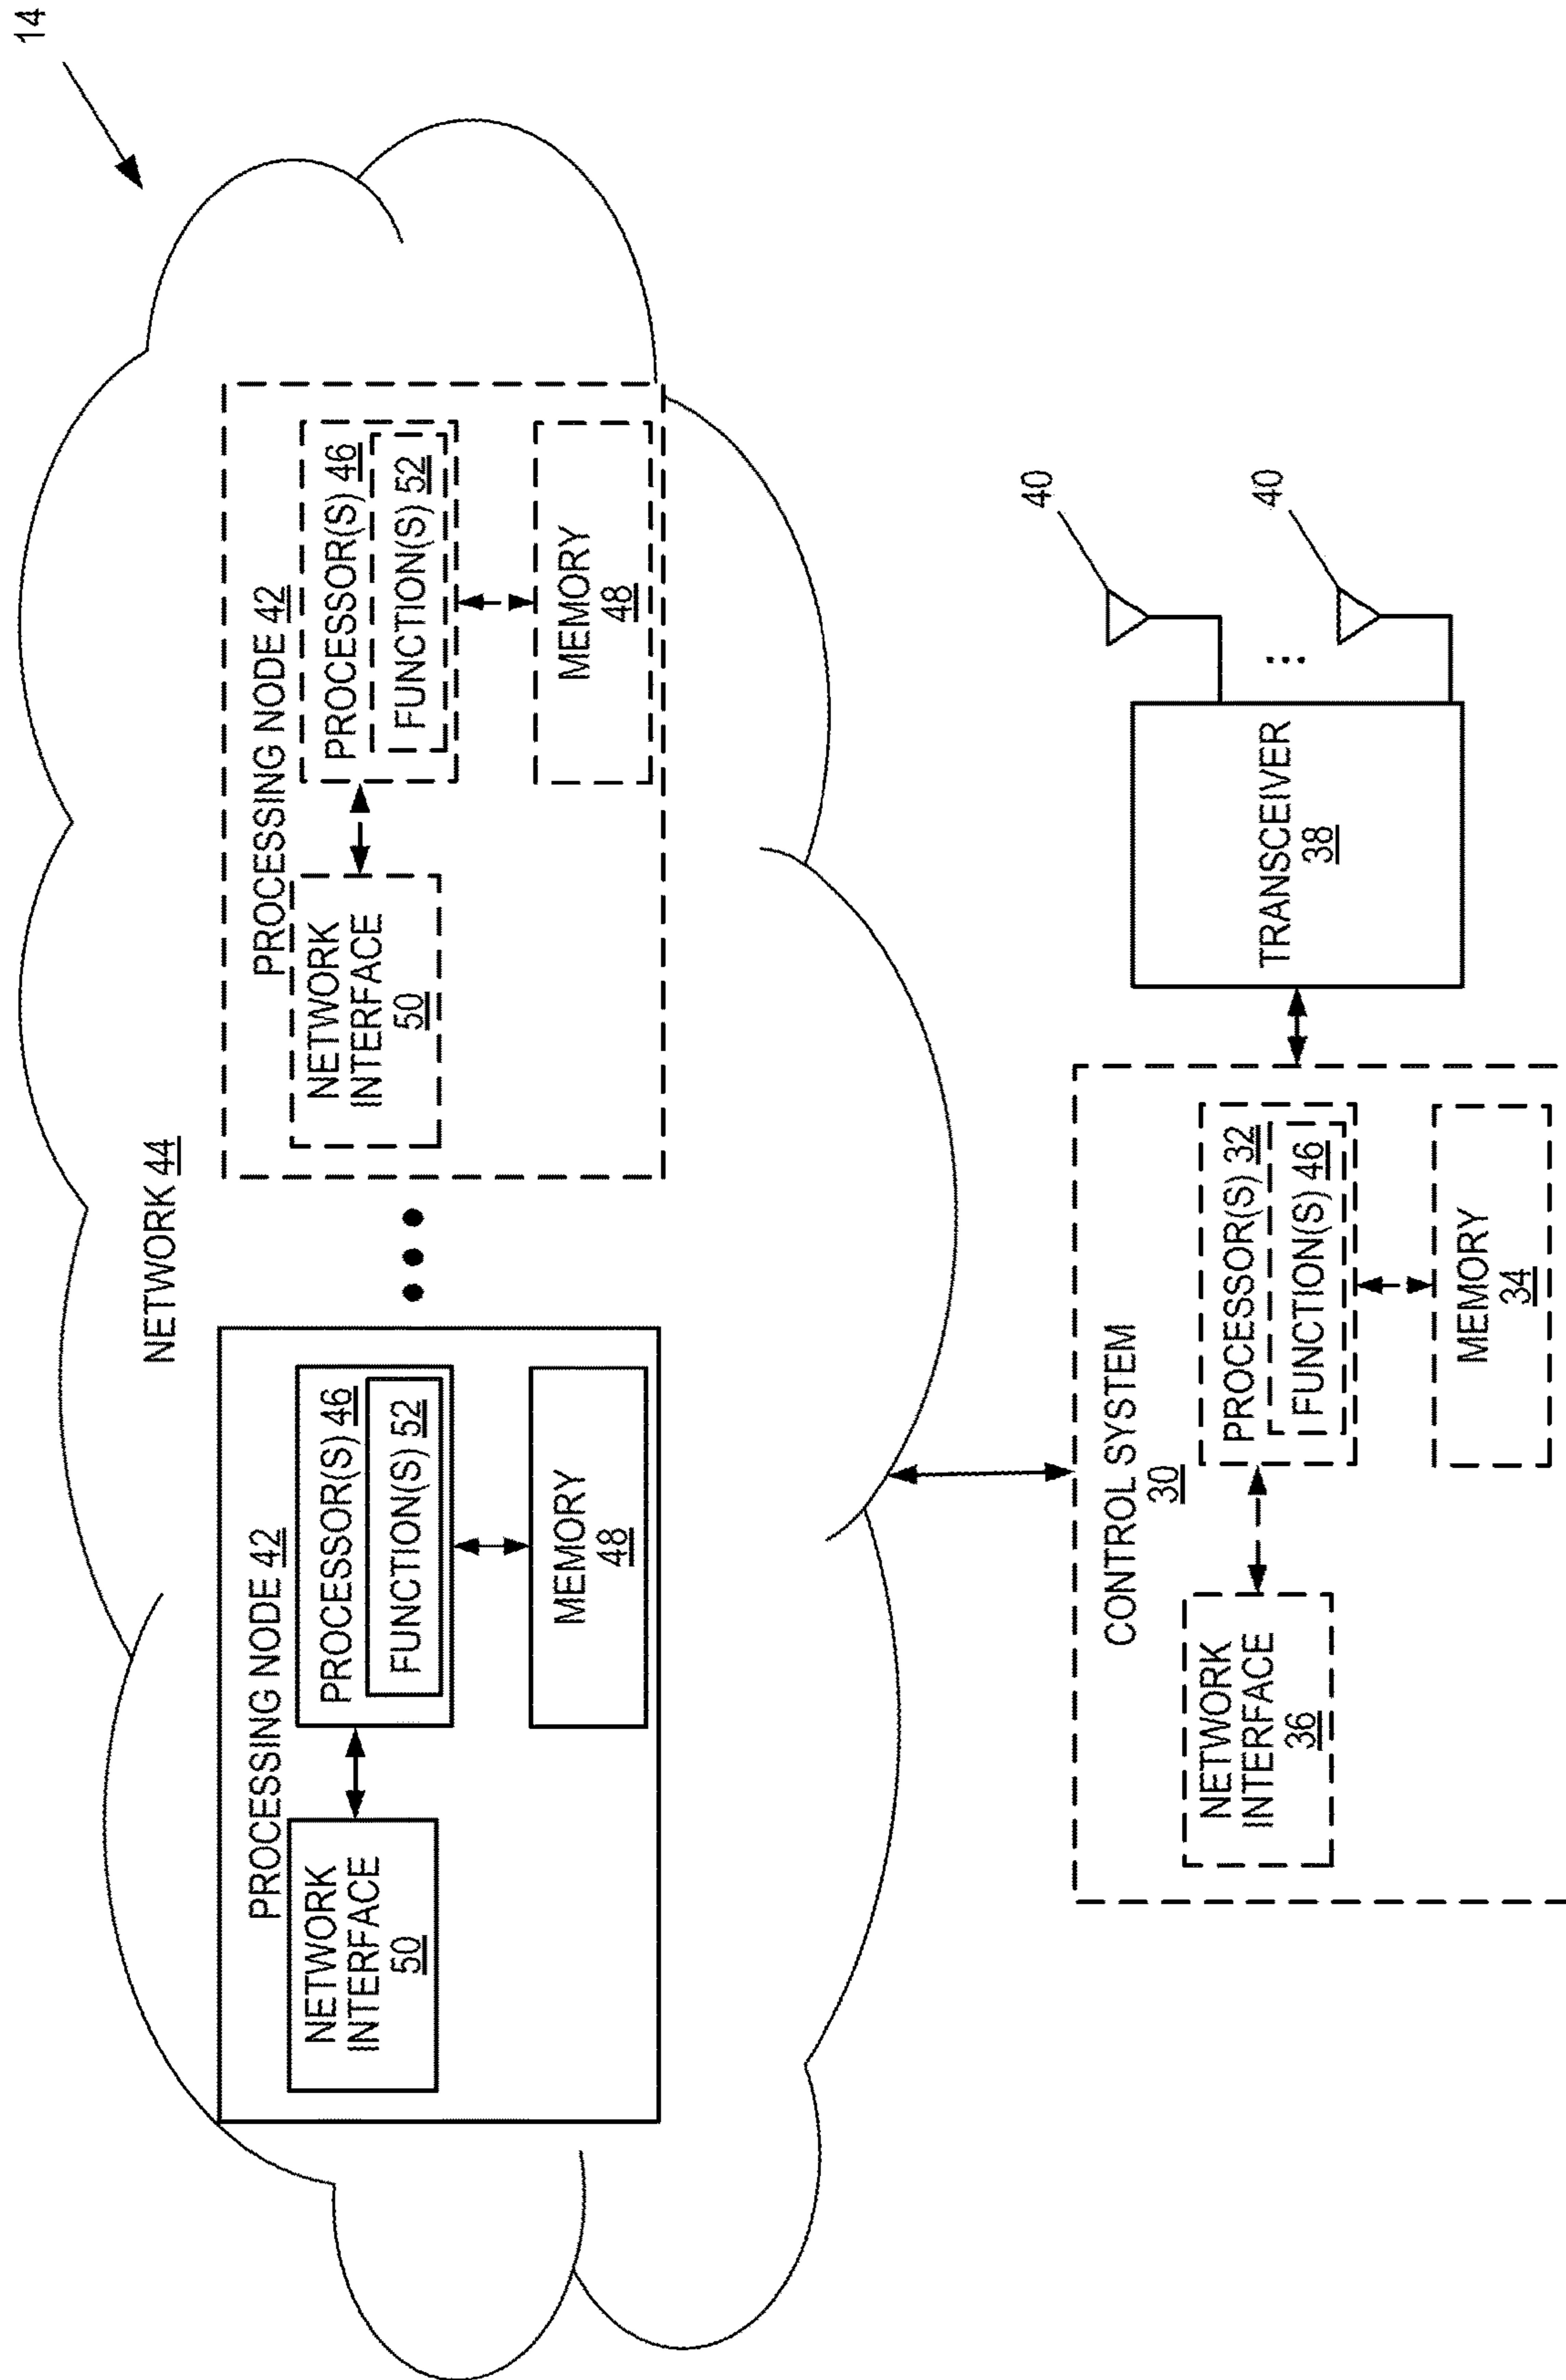 14
NETWORK 44
PROCESSING NODE 42
NETWORK
INTERFACE
50
PROCESSOR(S) 46
FUNCTION(S) 52
MEMORY
48
PROCESSING NODE 42
NETWORK
INTERFACE
50
PROCESSOR(S) 46
FUNCTION(S) 52
MEMORY
48
CONTROL SYSTEM
30
NETWORK
INTERFACE
36
PROCESSOR(S) 32
FUNCTION(S) 46
MEMORY
34
TRANSCEIVER
38
40
40